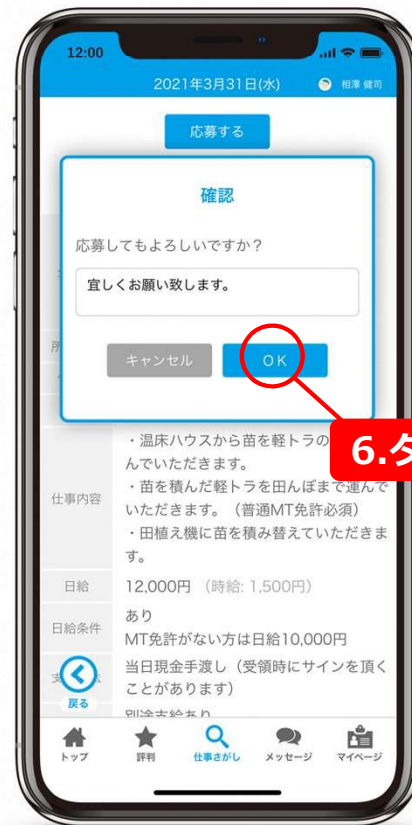 12:00
2021年3月31日(水)
相澤 健司
応募する
確認
応募してもよろしいですか？
宜しくお願い致します。
キャンセル
OK
6.タ
・温床ハウスから苗を軽トラの
んでいただきます。
仕事内容
・苗を積んだ軽トラを田んぼまで運んで
いただきます。（普通MT免許必須）
・田植え機に苗を積み替えていただきま
す。
日給
12,000円 （時給: 1,500円）
日給条件
あり
MT免許がない方は日給10,000円
当日現金手渡し（受領時にサインを頂く
ことがあります）
戻る
別途支給あり
トップ
評判
仕事さがし
メッセージ
マイページ